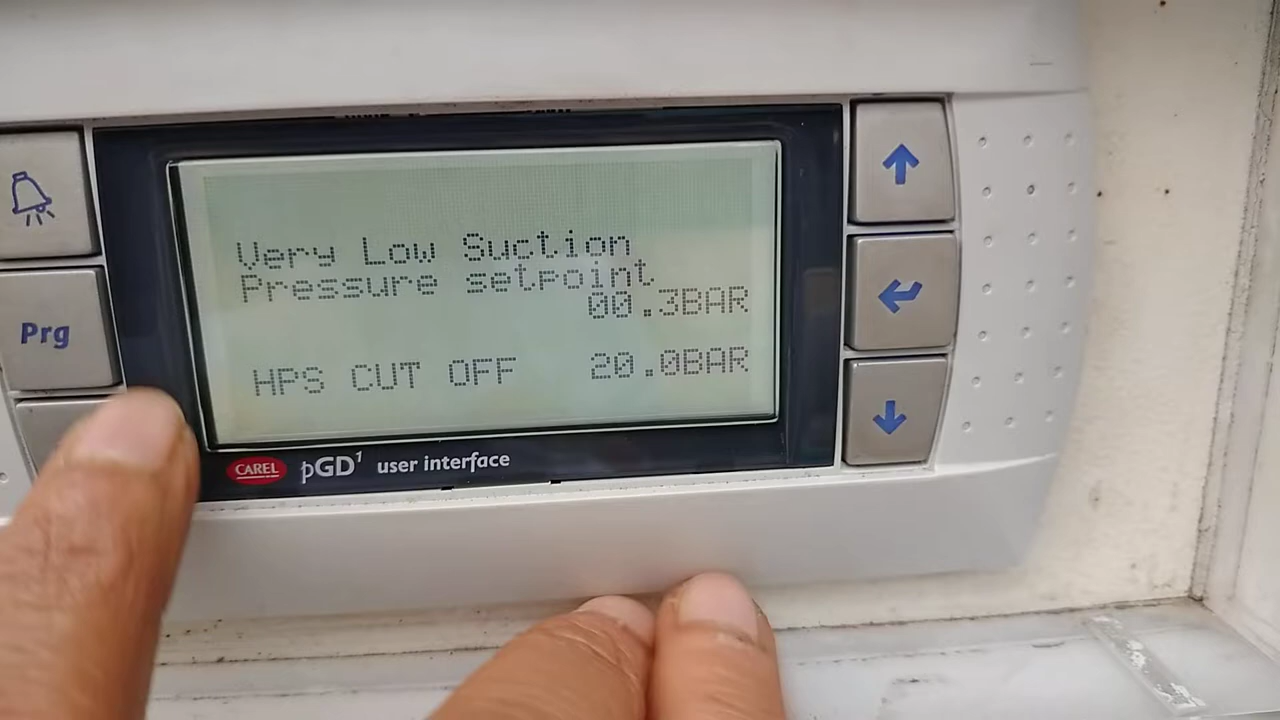 Very Low Suction
Pressure setpoint
00.3BAR
HPS CUT OFF 20.0BAR
Prg
CAREL pGD1 user interface